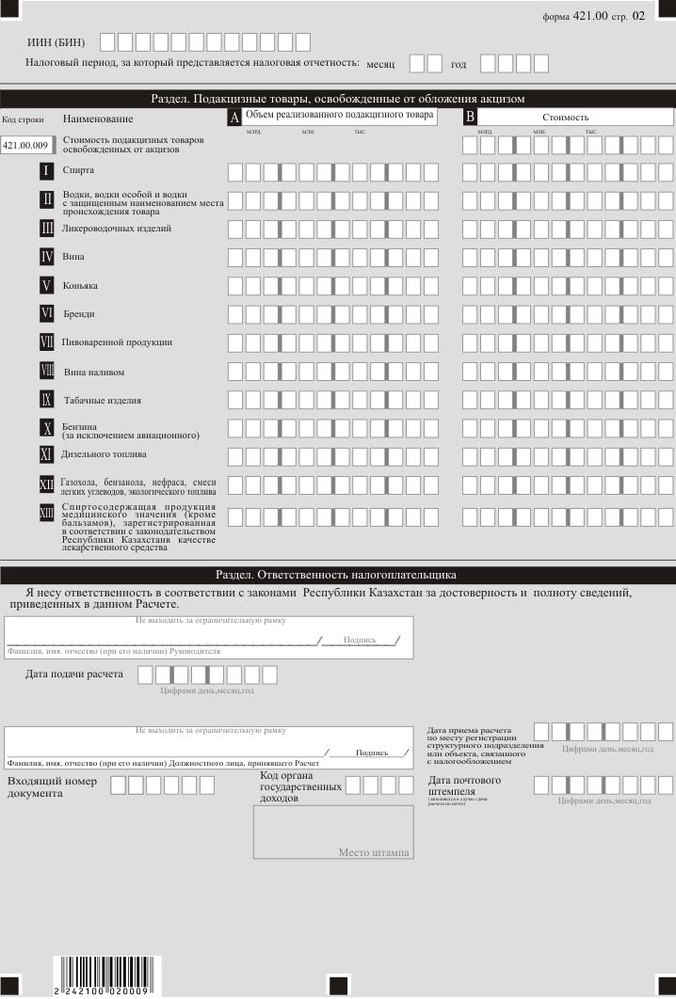 форма 421.00 стр. 02
ИИН (БИН)
Налоговый период, за который представляется налоговая отчетность: месяц год
Раздел. Подакцизные товары, освобожденные от обложения акцизом
Код строки Наименование A Объем реализованного подакцизного товара B Стоимость
МЛРД. МЛН. ТЫС. МЛРД. МЛН. ТЫС.
421.00.009 Стоимость подакцизных товаров
освобожденных от акцизов
I Спирта
II Водки, водки особой и водки
с защищенным наименованием места
происхождения товара
III Ликероводочных изделий
IV Вина
V Коньяка
VI Бренди
VII Пивоваренной продукции
VIII Вина наливом
IX Табачные изделия
X Бензина
(за исключением авиационного)
XI Дизельного топлива
XII Газохола, бензанола, нефраса, смеси
легких углеводов, экологического топлива
XIII Спиртосодержащая продукция
медицинского значения (кроме
бальзамов), зарегистрированная
в соответствии с законодательством
Республики Казахстанв качестве
лекарственного средства
Раздел. Ответственность налогоплательщика
Я несу ответственность в соответствии с законами Республики Казахстан за достоверность и полноту сведений,
приведенных в данном Расчете.
Не выходить за ограничительную рамку
/ Подпись /
Фамилия, имя. отчество (при его наличии) Руководителя
Дата подачи расчета
Цифрами день,месяц,год
Не выходить за ограничительную рамку
/ Подпись /
Фамилия, имя, отчество (при его наличии) Должностного лица, принявшего Расчет
Дата приема расчета
по месту регистрации
структурного подразделения
или объекта, связанного
с налогообложением
Цифрами день,месяц,год
Входящий номер
документа
Код органа
государственных
доходов
Дата почтового
штемпеля
(заполняется в случае сдачи
расчета по почте)
Цифрами день,месяц,год
Место штампа
2 242100 020009